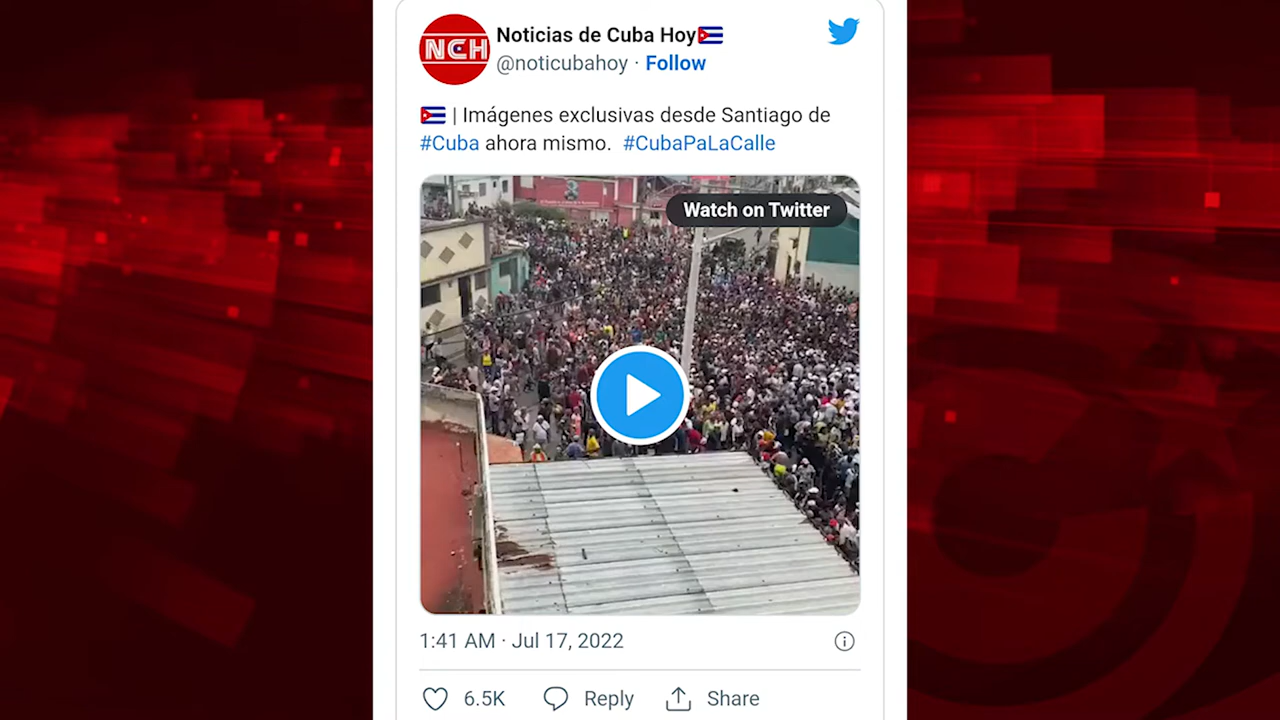 NCH
Noticias de Cuba Hoy🇨🇺
@noticubahoy · Follow
🇨🇺 | Imágenes exclusivas desde Santiago de
#Cuba ahora mismo. #CubaPaLaCalle
Watch on Twitter
1:41 AM · Jul 17, 2022
6.5K Reply Share